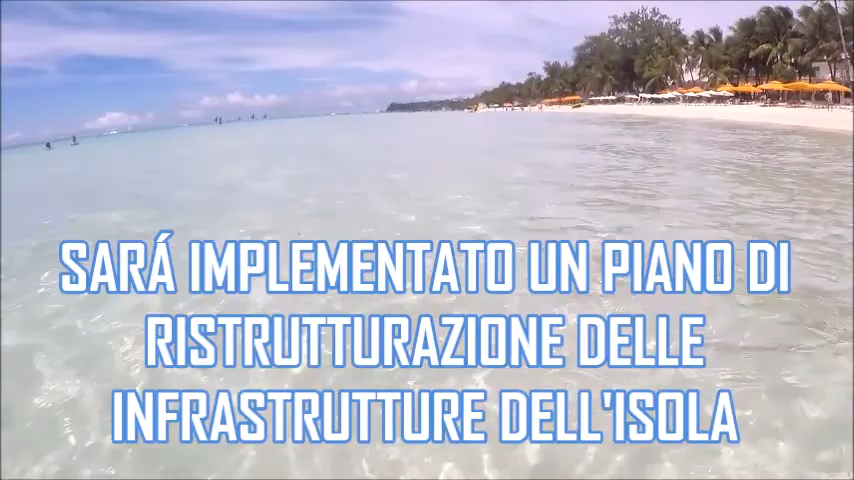 SARÁ IMPLEMENTATO UN PIANO DI
RISTRUTTURAZIONE DELLE
INFRASTRUTTURE DELL'ISOLA